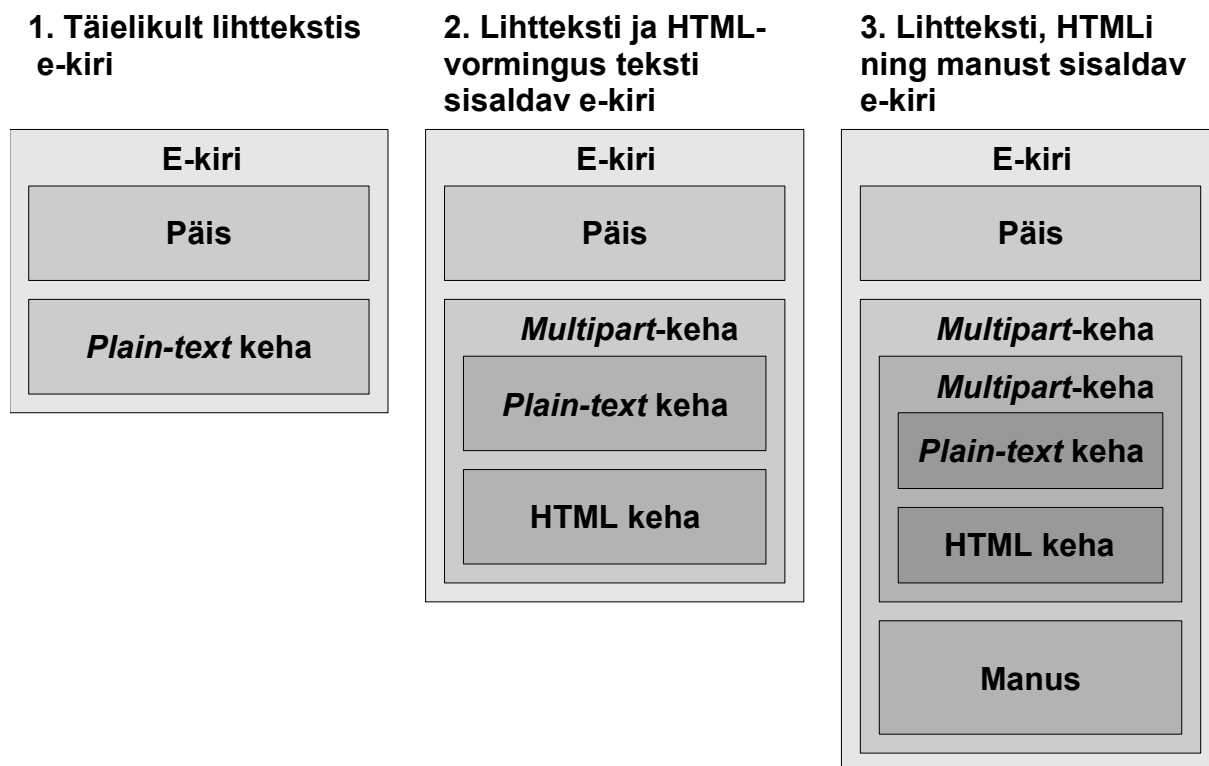 1. Täielikult lihttekstis
e-kiri
E-kiri
Päis
Plain-text keha
2. Lihtteksti ja HTML-
vormingus teksti
sisaldav e-kiri
E-kiri
Päis
Multipart-keha
Plain-text keha
HTML keha
3. Lihtteksti, HTMLi
ning manust sisaldav
e-kiri
E-kiri
Päis
Multipart-keha
Multipart-keha
Plain-text keha
HTML keha
Manus